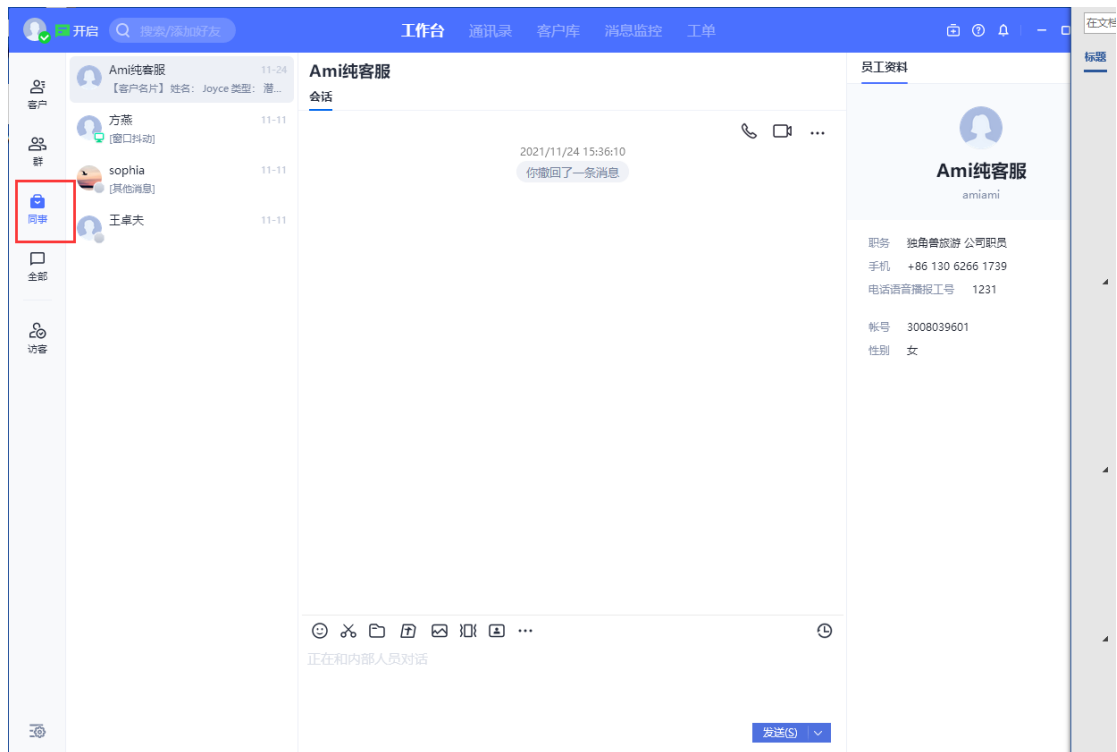 开启 搜索/添加好友 工作台 通讯录 客户库 消息监控 工单
在文档
标题
客户
群
同事
全部
访客
Ami纯客服 11-24
【客户名片】姓名: Joyce 类型: 潜...
方燕 11-11
[窗口抖动]
sophia 11-11
[其他消息]
王卓夫 11-11
Ami纯客服
会话
2021/11/24 15:36:10
你撤回了一条消息
正在和内部人员对话
发送(S)
员工资料
Ami纯客服
amiami
职务 独角兽旅游 公司职员
手机 +86 130 6266 1739
电话语音播报工号 1231
帐号 3008039601
性别 女